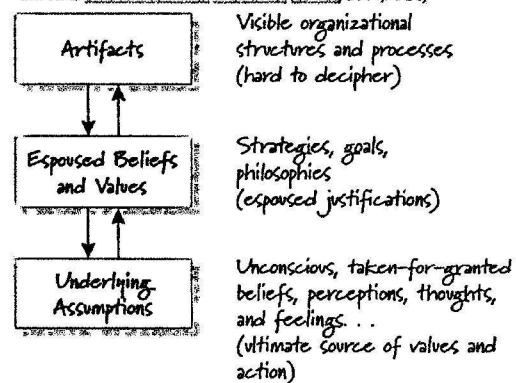 Artifacts
Visible organizational
structures and processes
(hard to decipher)
Espoused Beliefs
and Values
Strategies, goals,
philosophies
(espoused justifications)
Underlying
Assumptions
Unconscious, taken-for-granted
beliefs, perceptions, thoughts,
and feelings. . .
(ultimate source of values and
action)